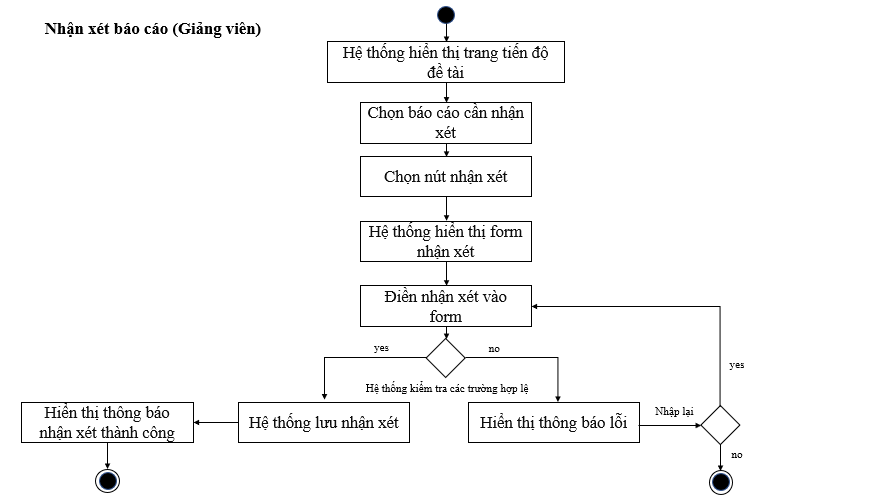 Nhận xét báo cáo (Giảng viên)
Hệ thống hiển thị trang tiến độ
đề tài
Chọn báo cáo cần nhận
xét
Chọn nút nhận xét
Hệ thống hiển thị form
nhận xét
Điền nhận xét vào
form
yes
no
Hệ thống kiểm tra các trường hợp lệ
yes
Hiển thị thông báo
nhận xét thành công
Hệ thống lưu nhận xét
Hiển thị thông báo lỗi
Nhập lại
no